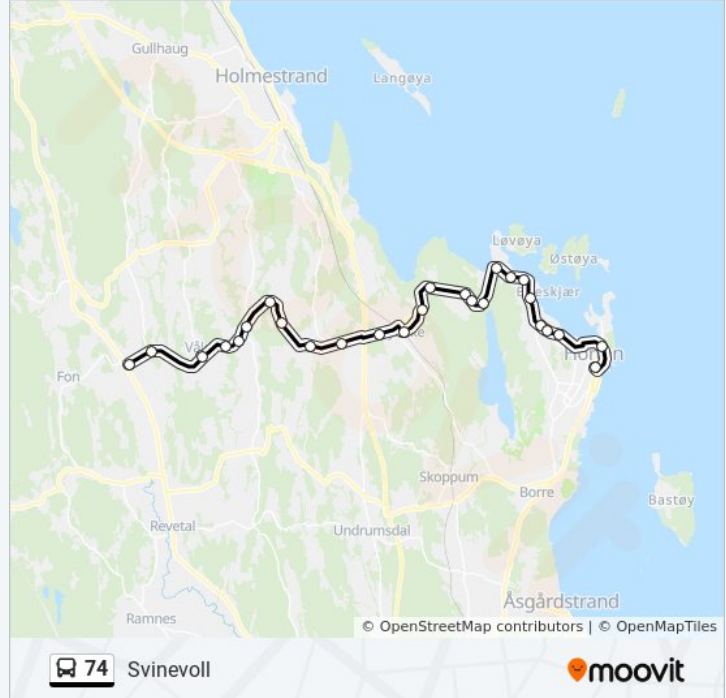 Gullhaug
Holmestrand
Langøya
Løvøya
Østøya
Fon
Skoppum
Borre
Bastøy
Revetal
Undrumsdal
Åsgårdstrand
Ramnes
© OpenStreetMap contributors | © OpenMapTiles
74 Svinevoll
moovit